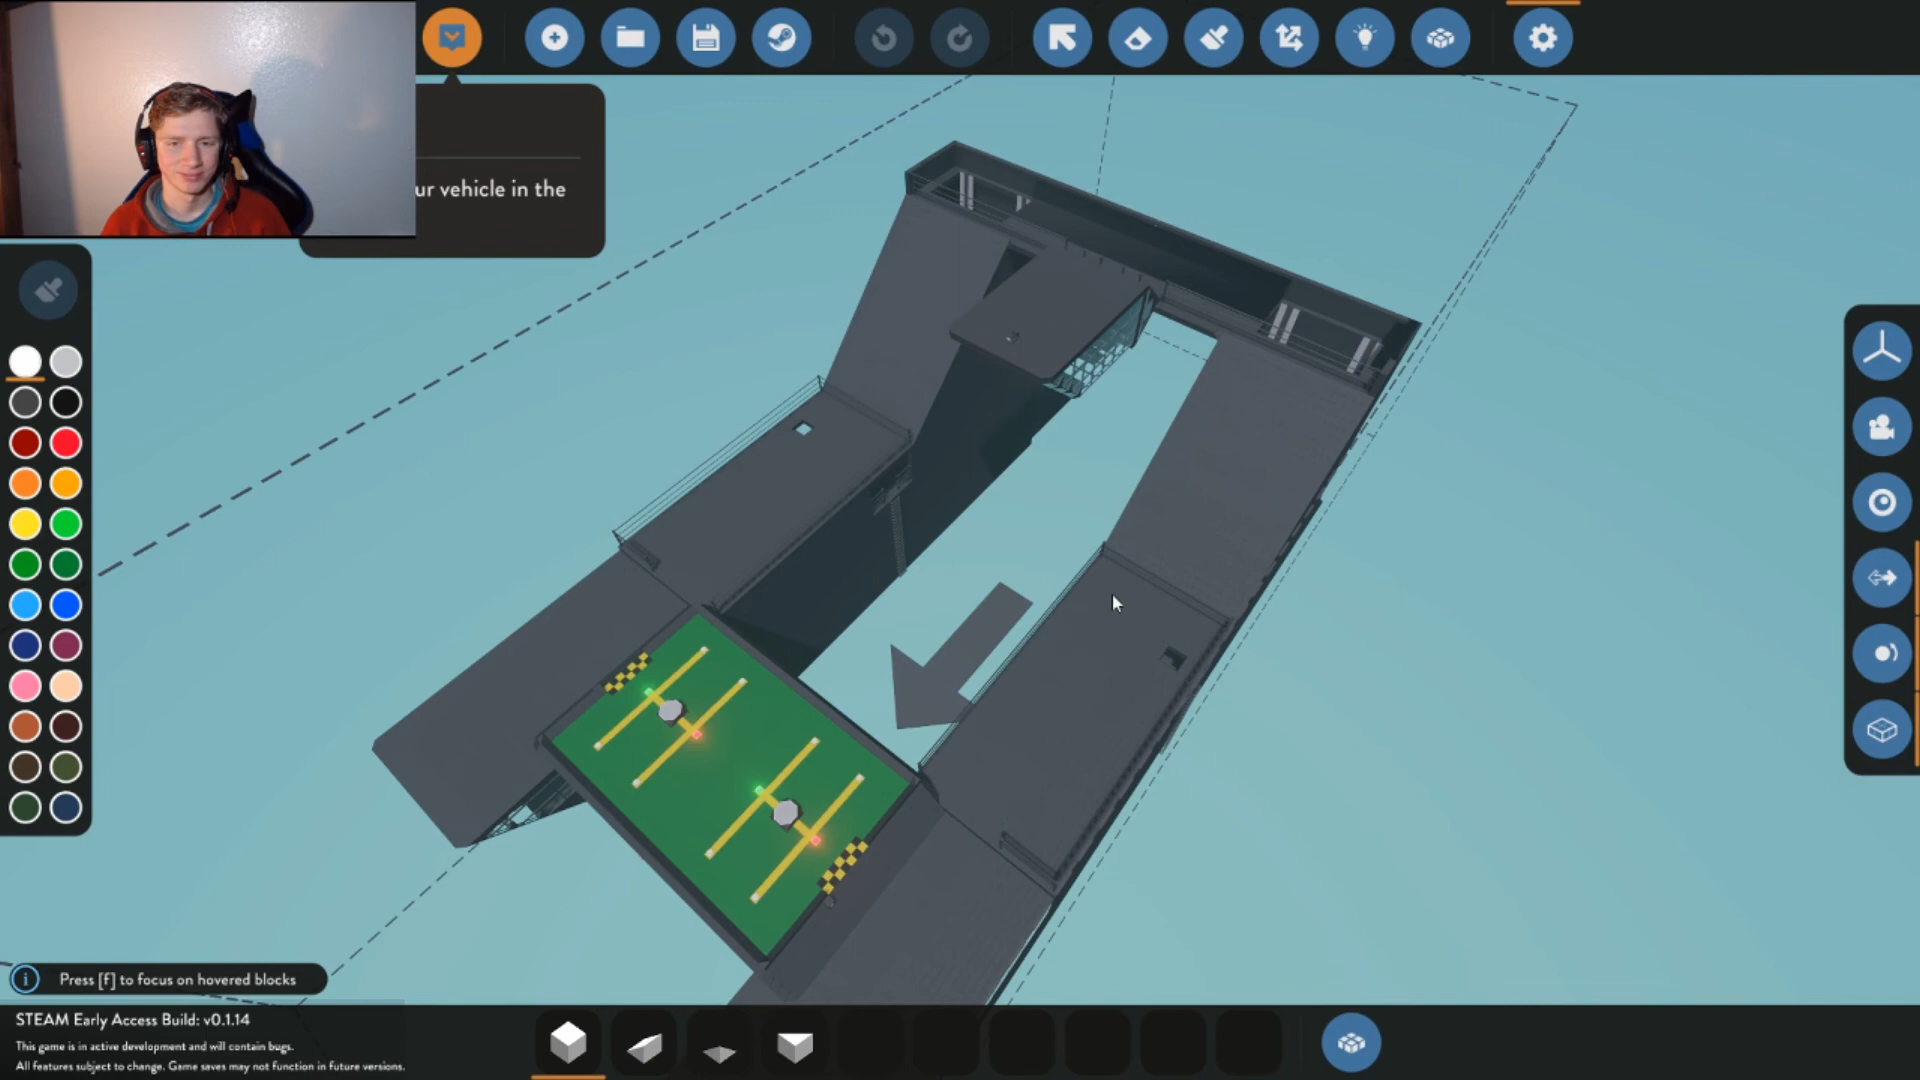 ur vehicle in the
Press [f] to focus on hovered blocks
STEAM Early Access Build: v0.1.14
This game is in active development and will contain bugs.
All features subject to change. Game saves may not function in future versions.